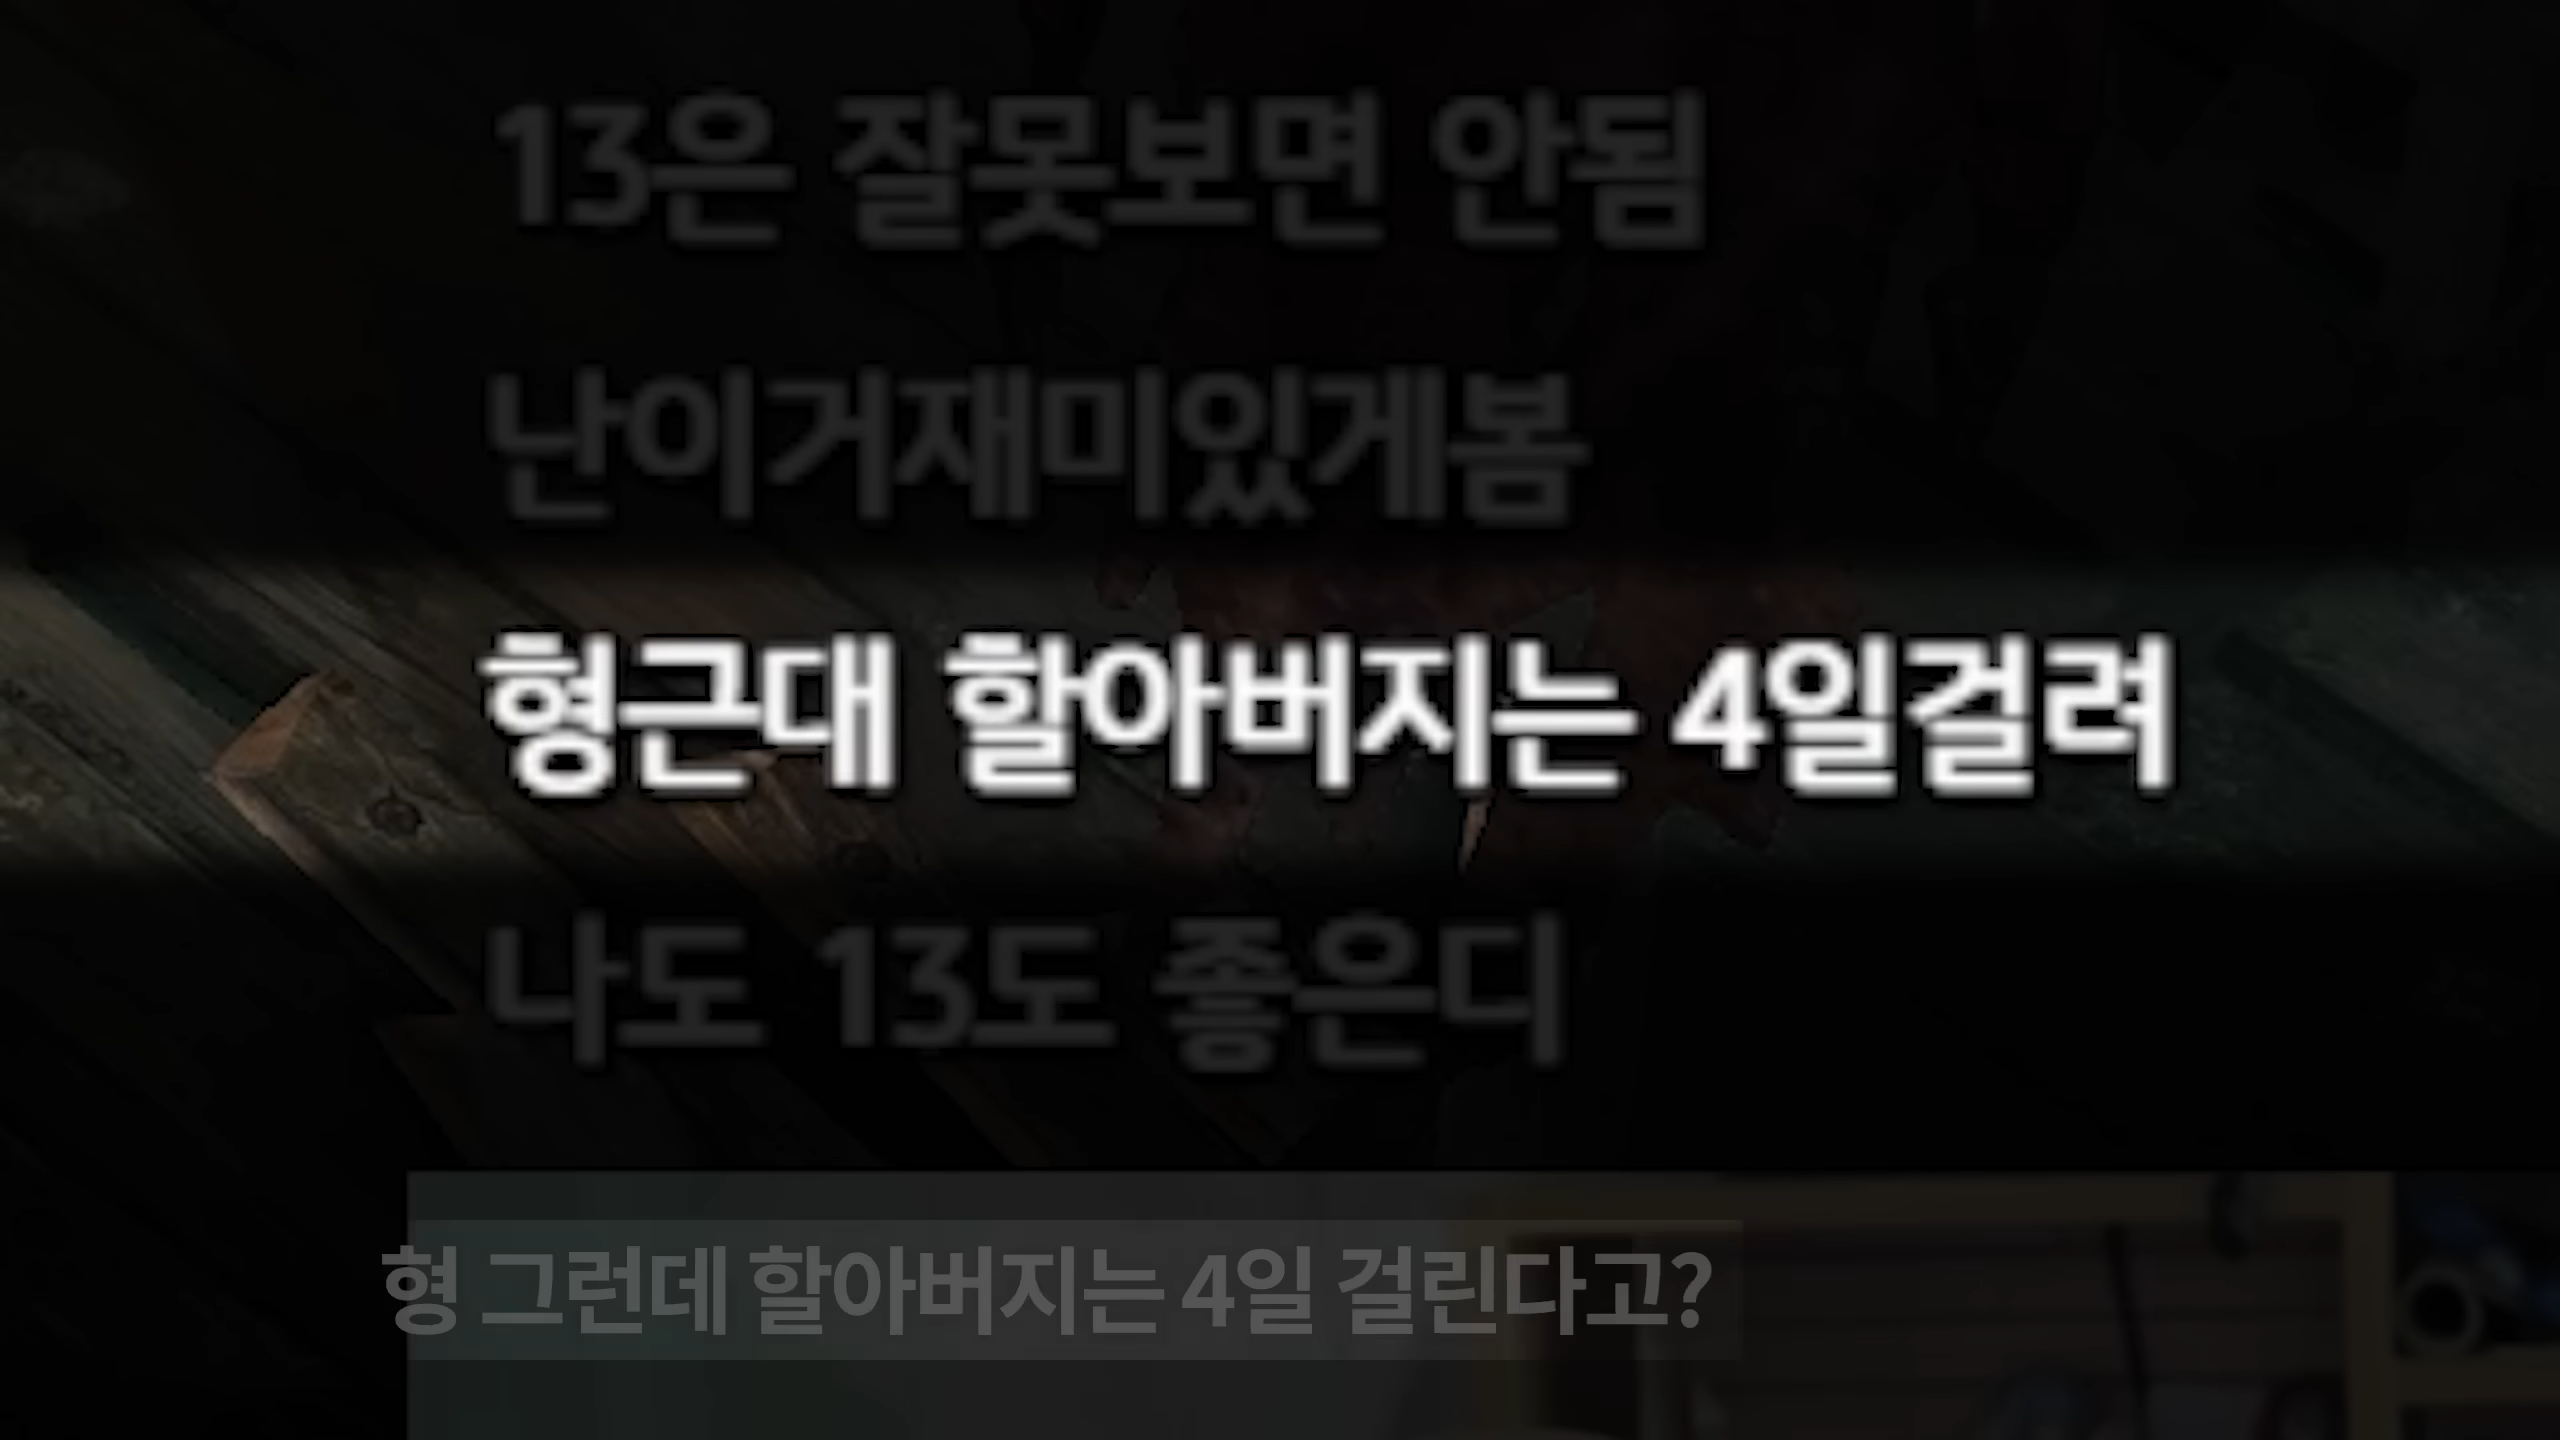 13은 잘못보면 안됨
난이거재미있게봄
형근대 할아버지는 4일걸려
나도 13도 좋은디
형 그런데 할아버지는 4일 걸린다고?